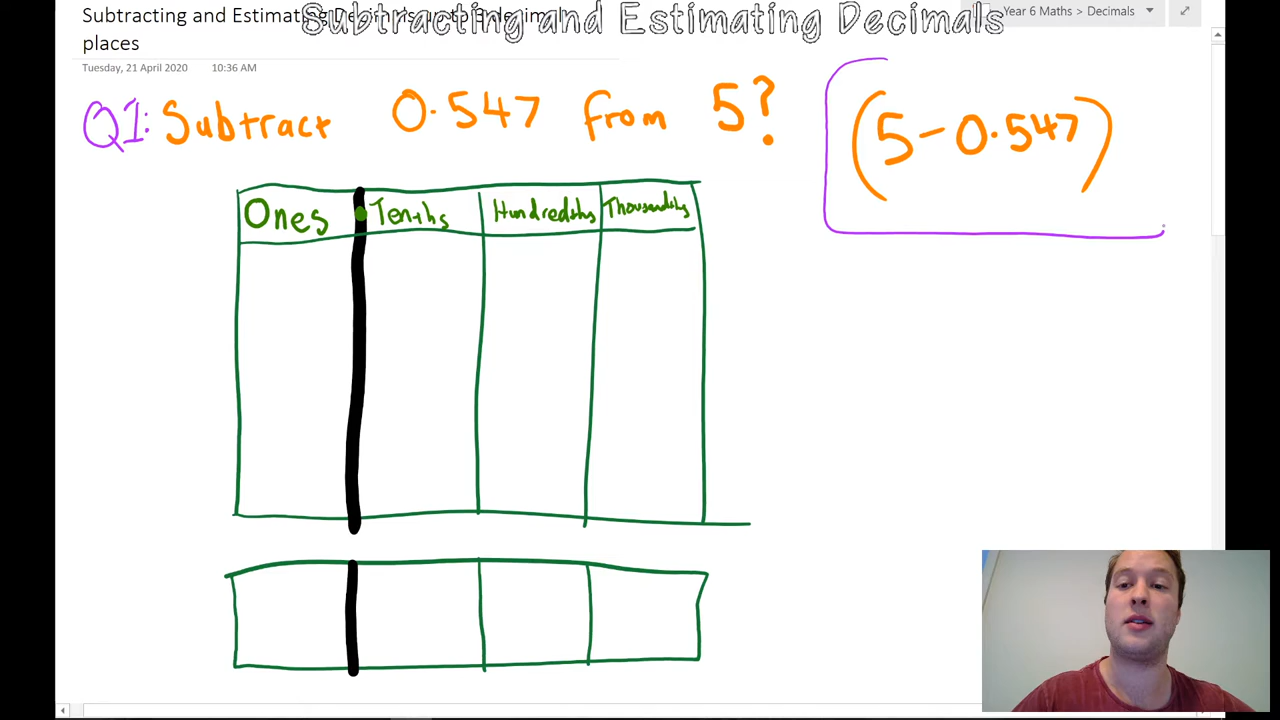 Subtracting and Estimating Decimals
Year 6 Maths > Decimals
Subtracting and Estimating
places
Tuesday, 21 April 2020 10:36 AM
Q1: Subtract 0.547 from 5?
(5-0.547)
Ones Tenths Hundredths Thousandths